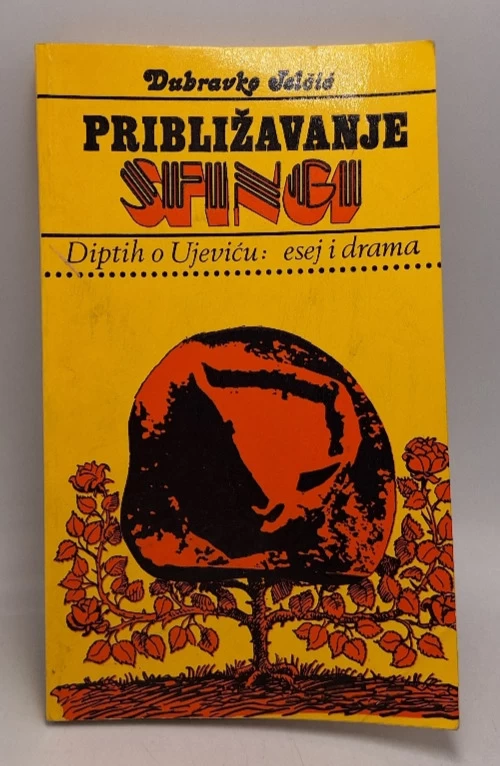 Dubravko Jelčić
PRIBLIŽAVANJE
SFINGI
Diptih o Ujeviću: esej i drama